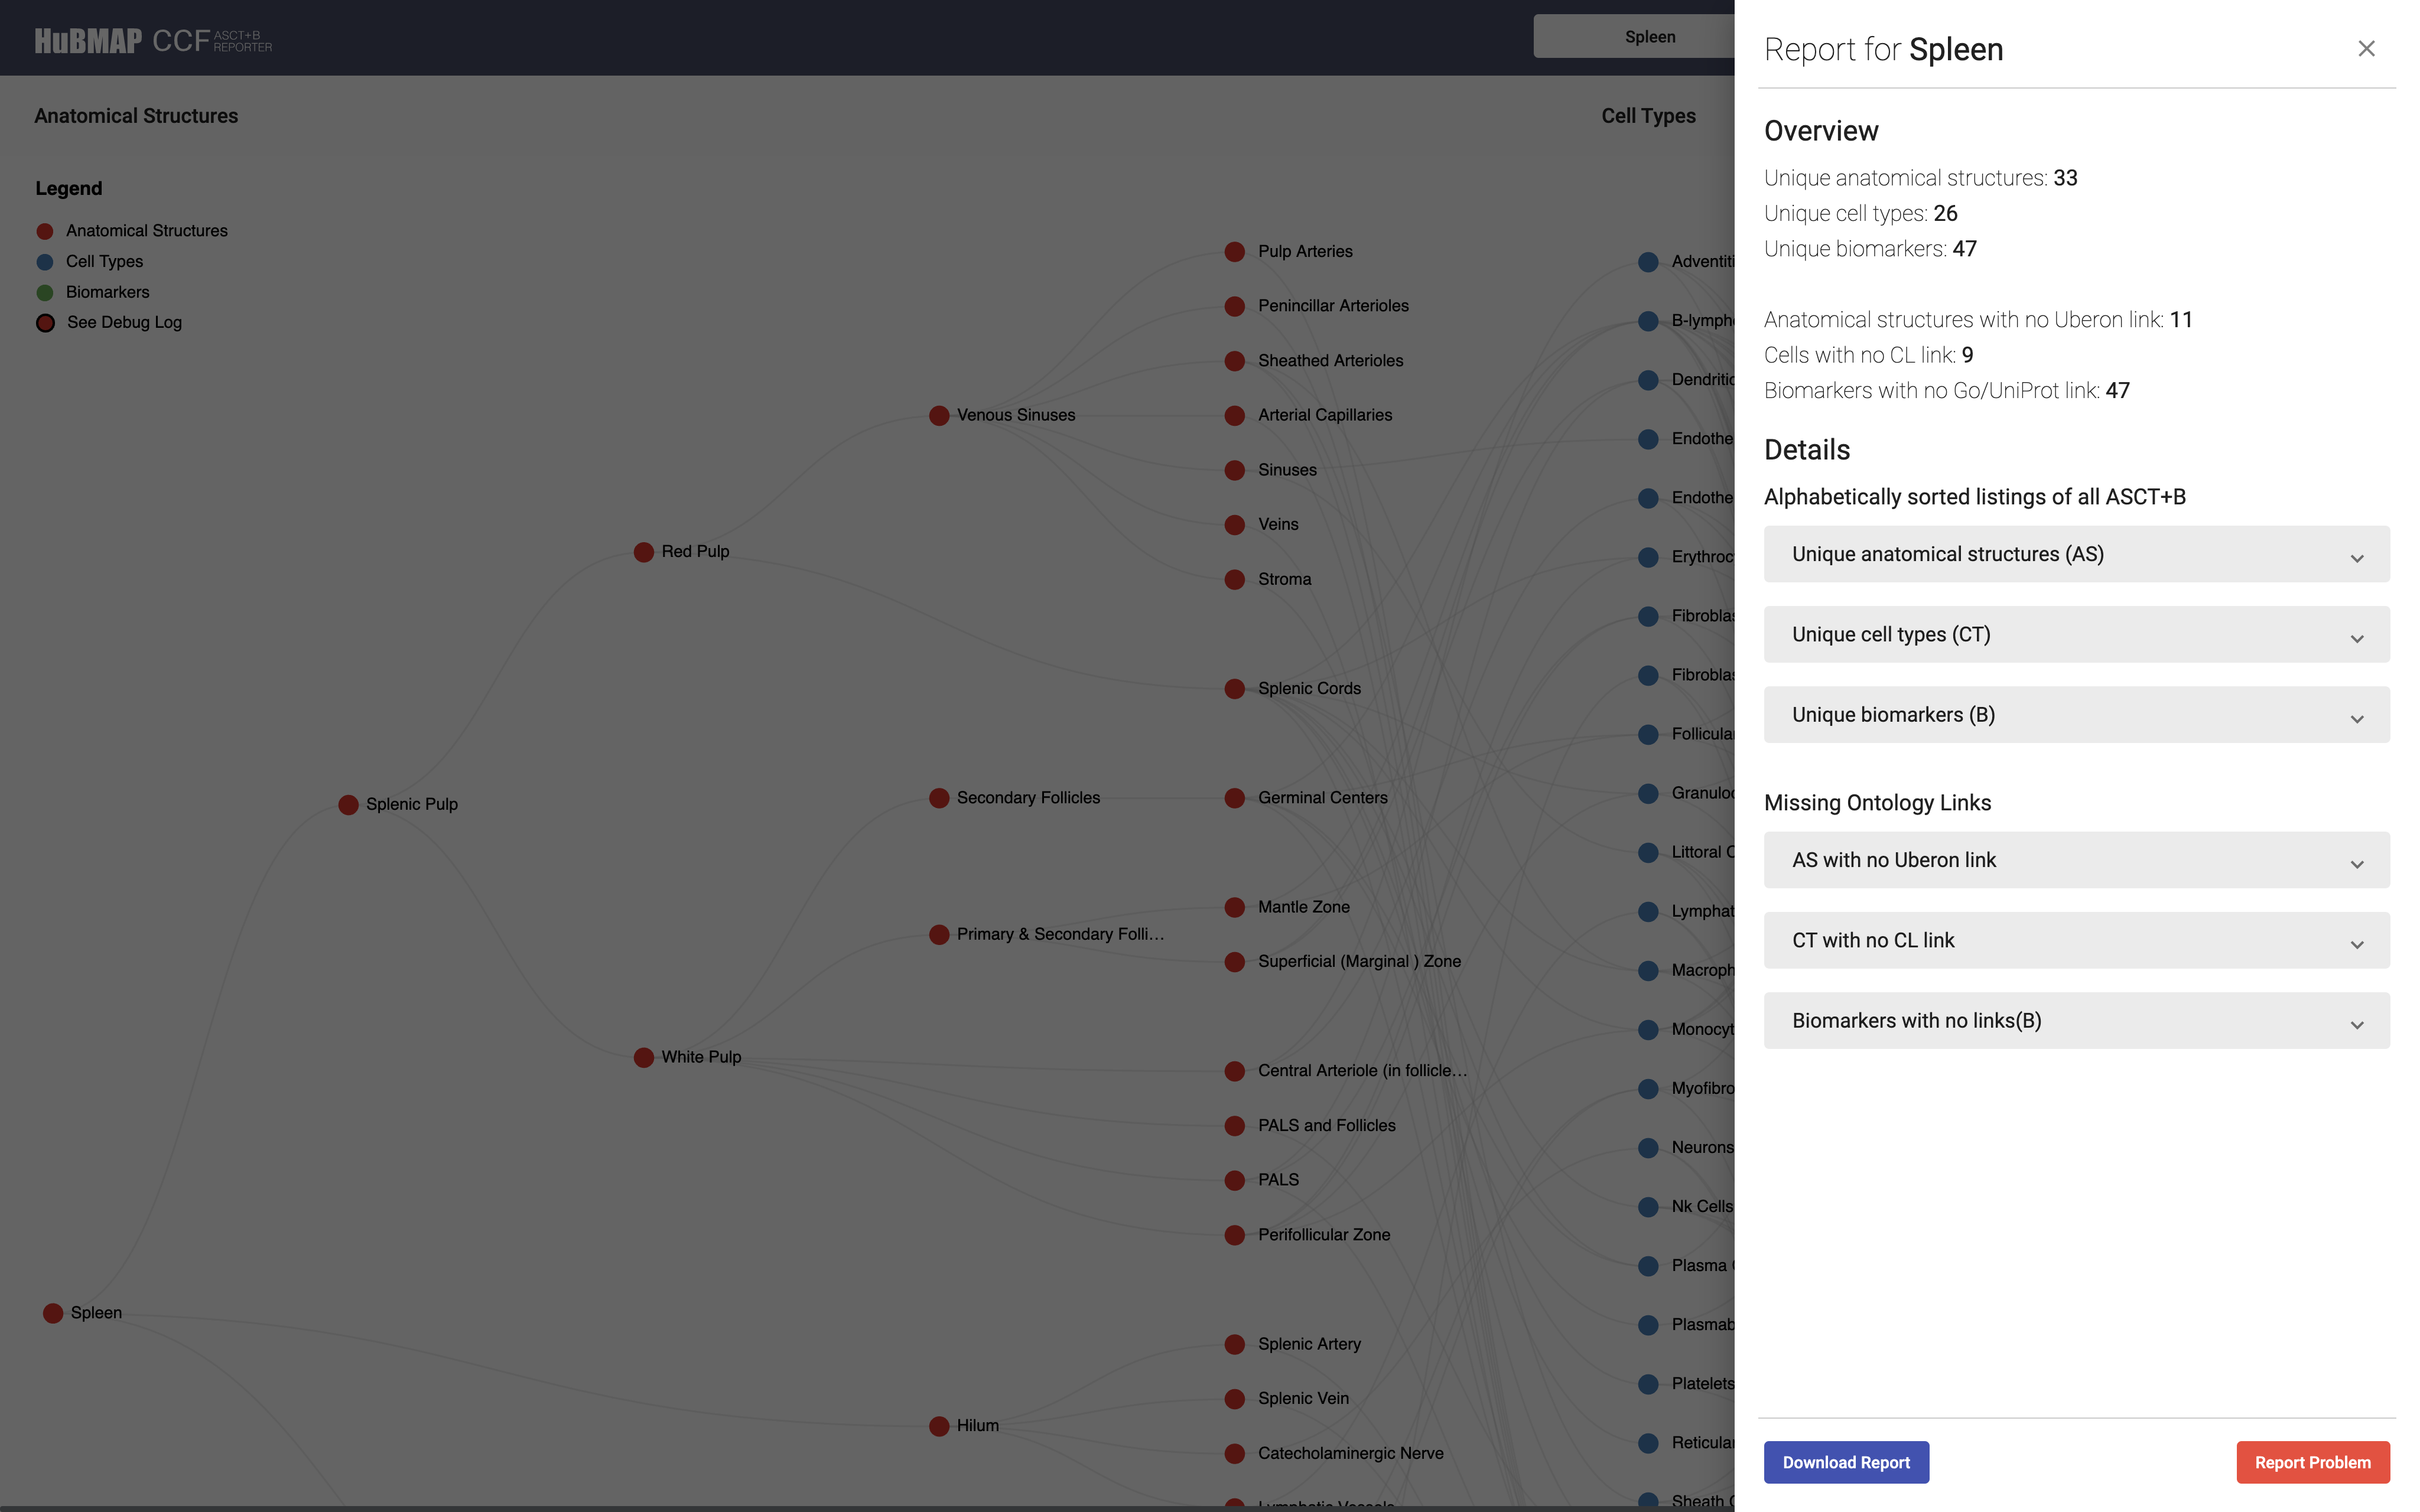 HuBMAP CCF ASCT+B REPORTER
Spleen
Anatomical Structures
Cell Types
Legend
Anatomical Structures
Cell Types
Biomarkers
See Debug Log
Pulp Arteries
Penincillar Arterioles
Sheathed Arterioles
Venous Sinuses
Arterial Capillaries
Sinuses
Veins
Red Pulp
Stroma
Splenic Cords
Splenic Pulp
Secondary Follicles
Germinal Centers
Mantle Zone
Primary & Secondary Folli...
Superficial (Marginal ) Zone
White Pulp
Central Arteriole (in follicle...
PALS and Follicles
PALS
Perifollicular Zone
Spleen
Splenic Artery
Splenic Vein
Hilum
Catecholaminergic Nerve
Lymphatic Vessels
Adventiti
B-lympho
Dendritic
Endothe
Endothe
Erythroc
Fibroblas
Fibroblas
Follicular
Granuloc
Littoral C
Lymphat
Macroph
Monocyt
Myofibro
Neurons
Nk Cells
Plasma
Plasmab
Platelets
Reticular
Sheath C
Report for Spleen
Overview
Unique anatomical structures: 33
Unique cell types: 26
Unique biomarkers: 47
Anatomical structures with no Uberon link: 11
Cells with no CL link: 9
Biomarkers with no Go/UniProt link: 47
Details
Alphabetically sorted listings of all ASCT+B
Unique anatomical structures (AS)
Unique cell types (CT)
Unique biomarkers (B)
Missing Ontology Links
AS with no Uberon link
CT with no CL link
Biomarkers with no links(B)
Download Report
Report Problem